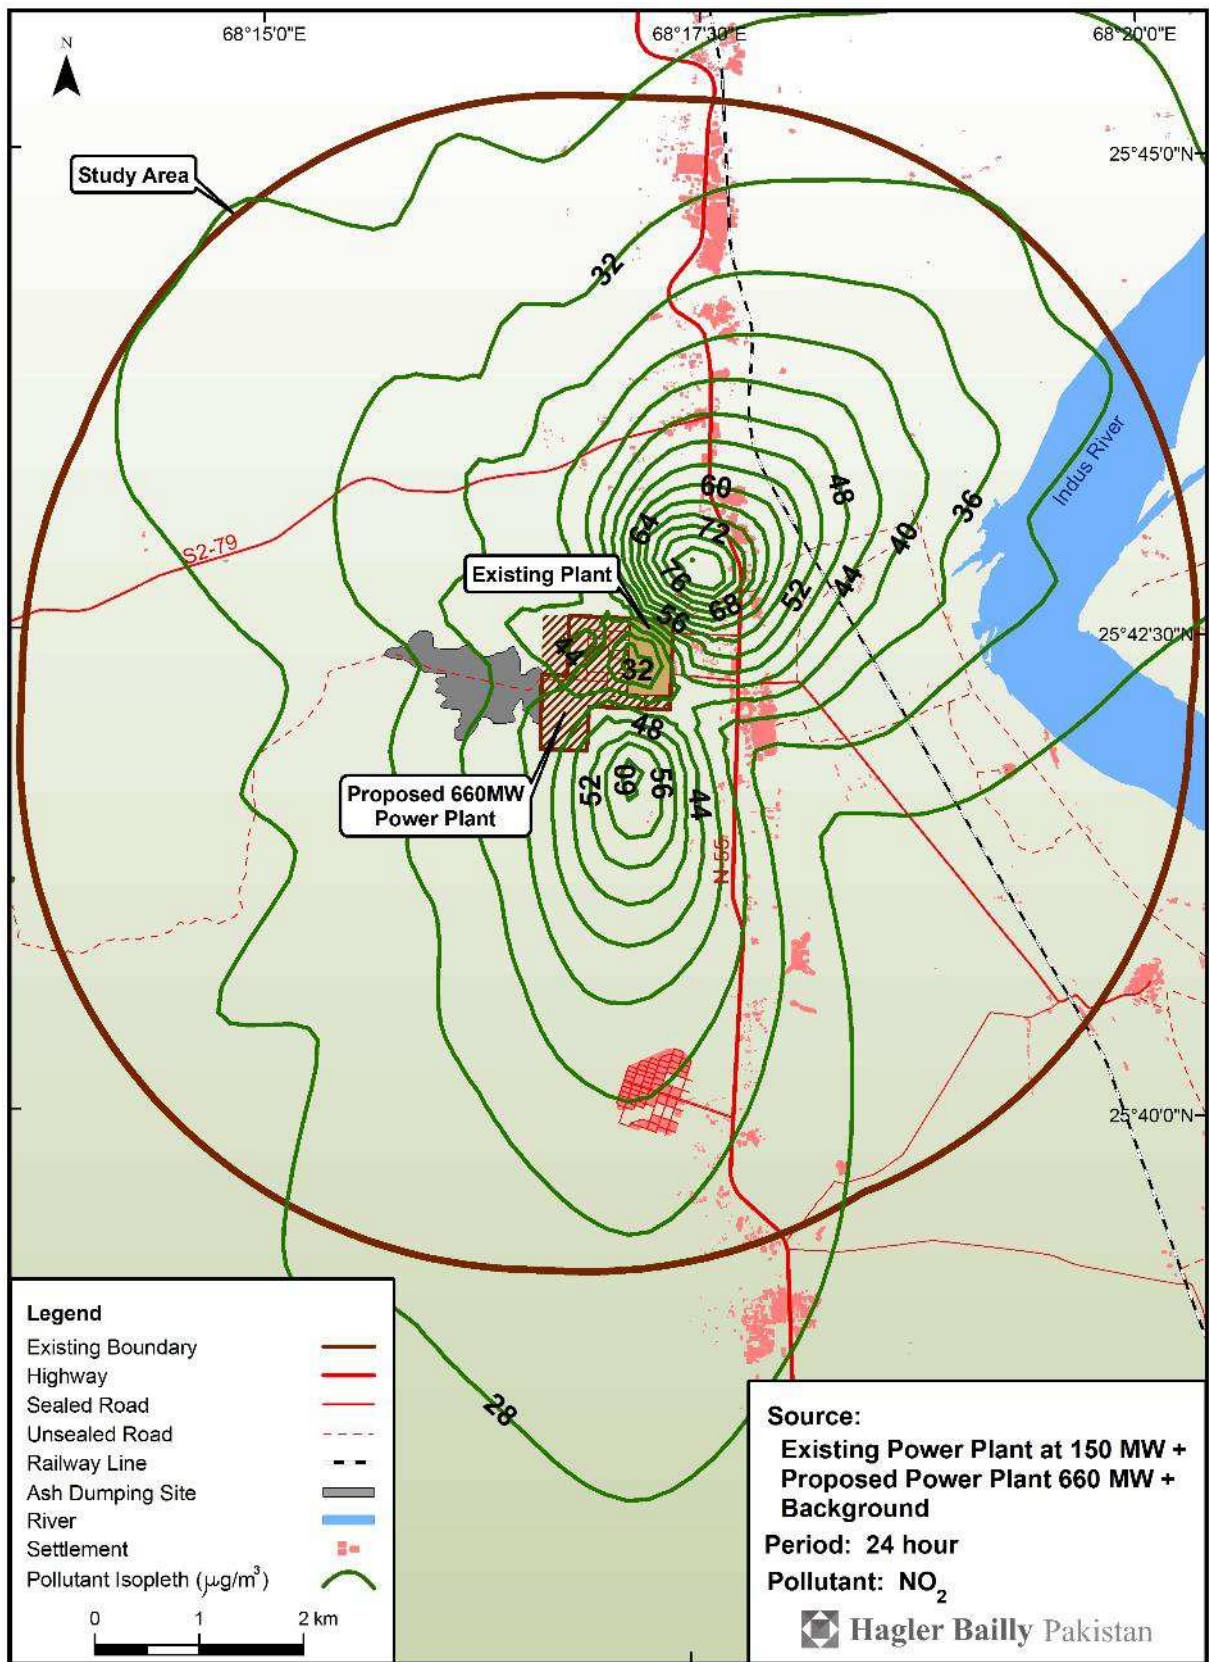 68°15'0"E
68°17'30"E
68°20'0"E
N
25°45'0"N
Study Area
32
Indus River
60
48
36
64
72
40
S2-79
Existing Plant
76
52
44
68
56
25°42'30"N
44
32
48
52
60
56
44
Proposed 660MW
Power Plant
N-55
25°40'0"N
28
Legend
Existing Boundary
Highway
Sealed Road
Unsealed Road
Railway Line
Ash Dumping Site
River
Settlement
Pollutant Isopleth (µg/m³)
0 1 2 km
Source:
Existing Power Plant at 150 MW +
Proposed Power Plant 660 MW +
Background
Period: 24 hour
Pollutant: NO₂
Hagler Bailly Pakistan